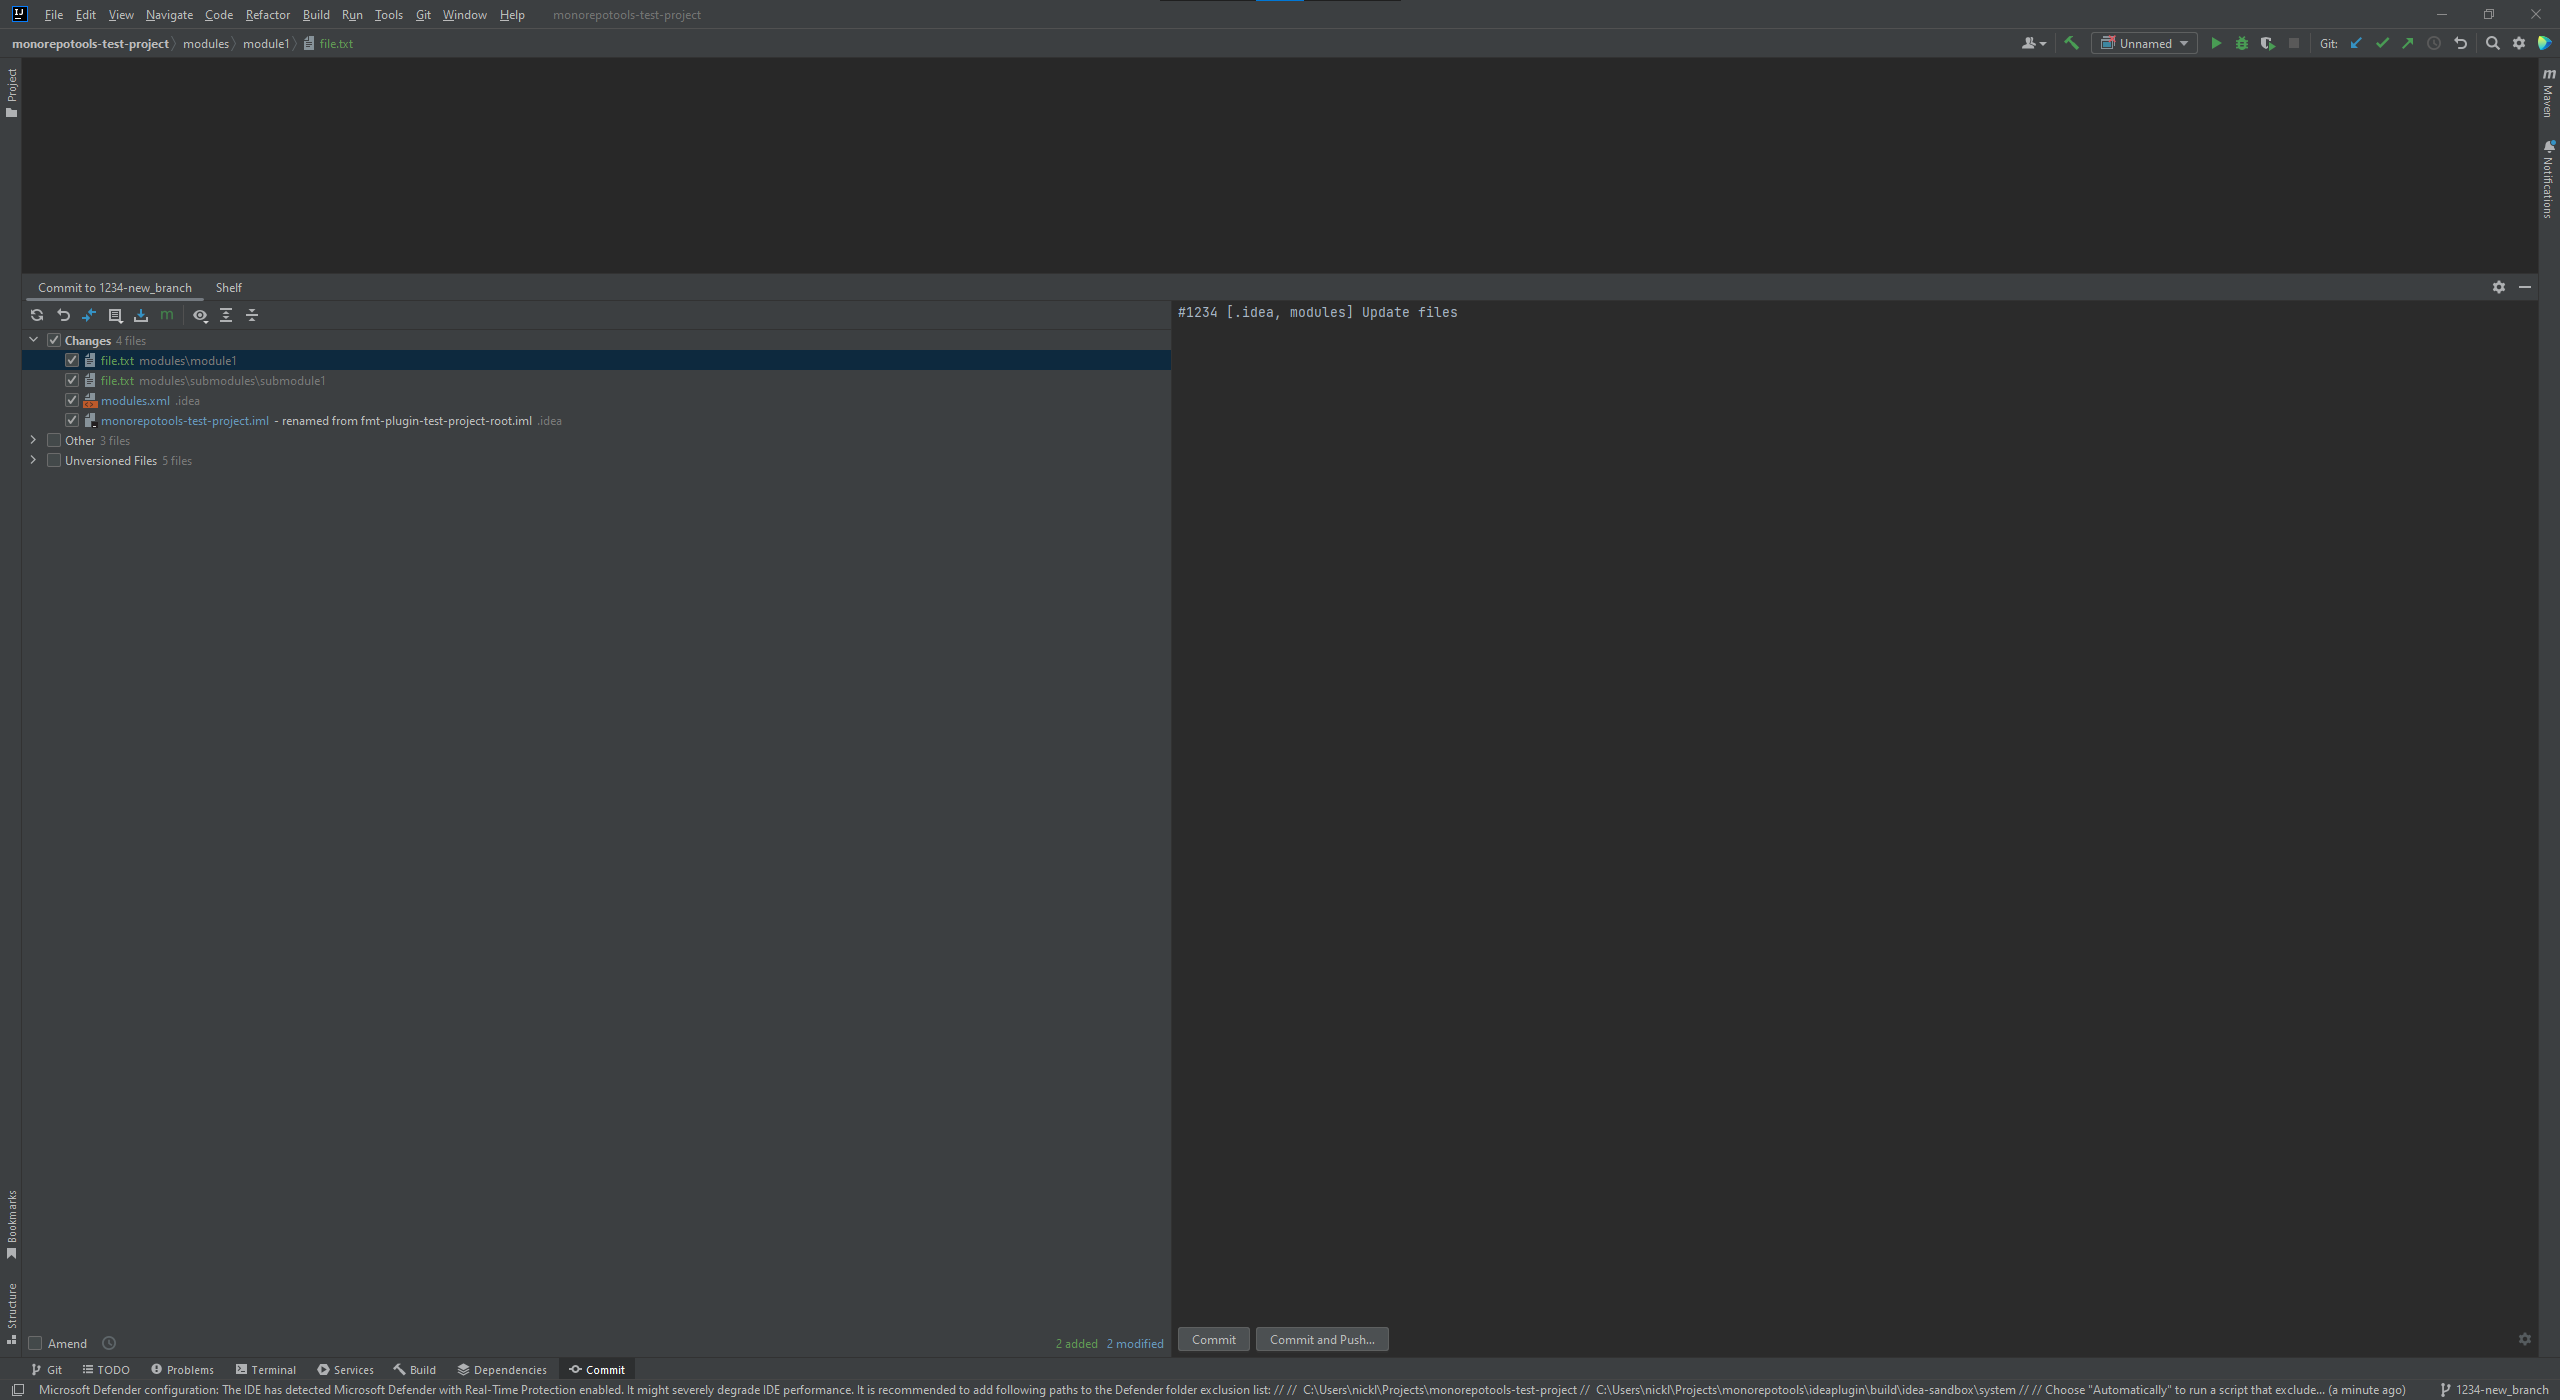 IJ File Edit View Navigate Code Refactor Build Run Tools Git Window Help monorepotools-test-project
monorepotools-test-project modules module1 file.txt Unnamed Git:
Project
m Maven
Notifications
Commit to 1234-new_branch Shelf
m
#1234 [.idea, modules] Update files
Changes 4 files
file.txt modules\module1
file.txt modules\submodules\submodule1
modules.xml .idea
monorepotools-test-project.iml - renamed from fmt-plugin-test-project-root.iml .idea
Other 3 files
Unversioned Files 5 files
Bookmarks
Structure
Amend 2 added 2 modified Commit Commit and Push...
Git TODO Problems Terminal Services Build Dependencies Commit
Microsoft Defender configuration: The IDE has detected Microsoft Defender with Real-Time Protection enabled. It might severely degrade IDE performance. It is recommended to add following paths to the Defender folder exclusion list: // // C:\Users\nickl\Projects\monorepotools-test-project // C:\Users\nickl\Projects\monorepotools\ideaplugin\build\idea-sandbox\system // // Choose "Automatically" to run a script that exclude... (a minute ago) 1234-new_branch